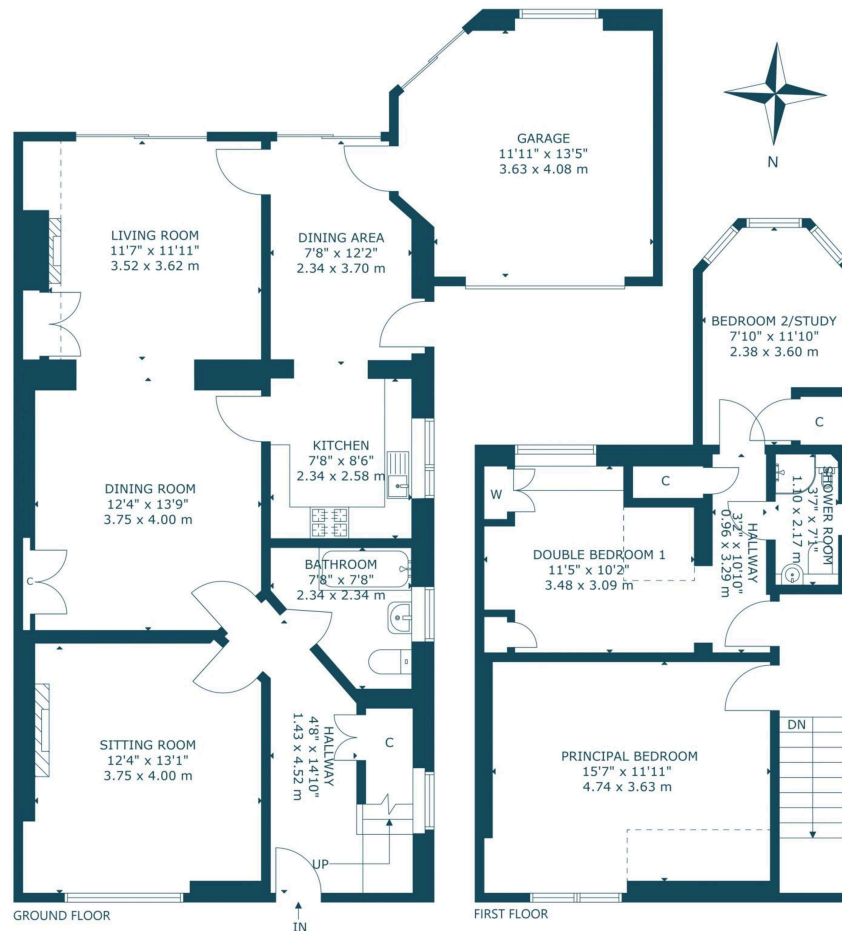 GARAGE
11'11" x 13'5"
3.63 x 4.08 m
N
LIVING ROOM
11'7" x 11'11"
3.52 x 3.62 m
DINING AREA
7'8" x 12'2"
2.34 x 3.70 m
BEDROOM 2/STUDY
7'10" x 11'10"
2.38 x 3.60 m
C
KITCHEN
7'8" x 8'6"
2.34 x 2.58 m
DINING ROOM
12'4" x 13'9"
3.75 x 4.00 m
C
W
C
HALLWAY
3'2" x 10'10"
0.96 x 3.29 m
SHOWER ROOM
3'7" x 7'1"
1.10 x 2.17 m
DOUBLE BEDROOM 1
11'5" x 10'2"
3.48 x 3.09 m
BATHROOM
7'8" x 7'8"
2.34 x 2.34 m
SITTING ROOM
12'4" x 13'1"
3.75 x 4.00 m
HALLWAY
4'8" x 14'10"
1.43 x 4.52 m
C
UP
PRINCIPAL BEDROOM
15'7" x 11'11"
4.74 x 3.63 m
DN
GROUND FLOOR
IN
FIRST FLOOR